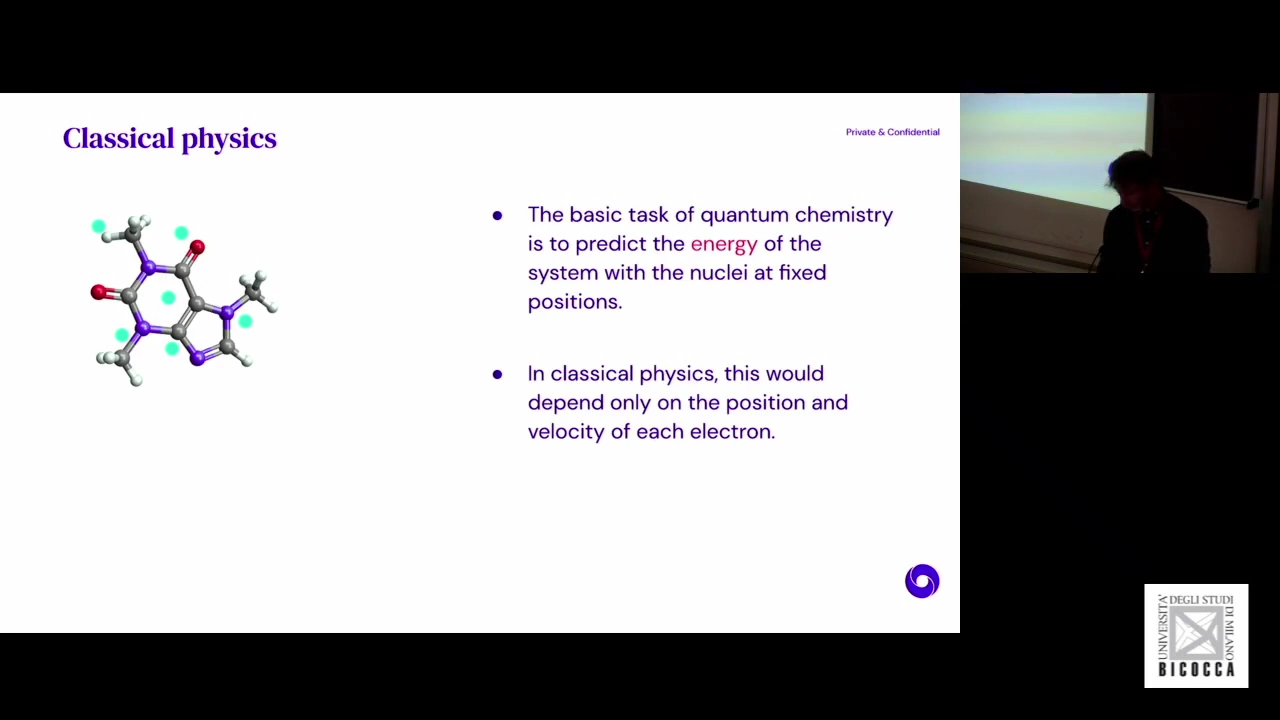 Classical physics
Private & Confidential
● The basic task of quantum chemistry
is to predict the energy of the
system with the nuclei at fixed
positions.
● In classical physics, this would
depend only on the position and
velocity of each electron.
UNIVERSITÀ
DEGLI STUDI
DI MILANO
BICOCCA